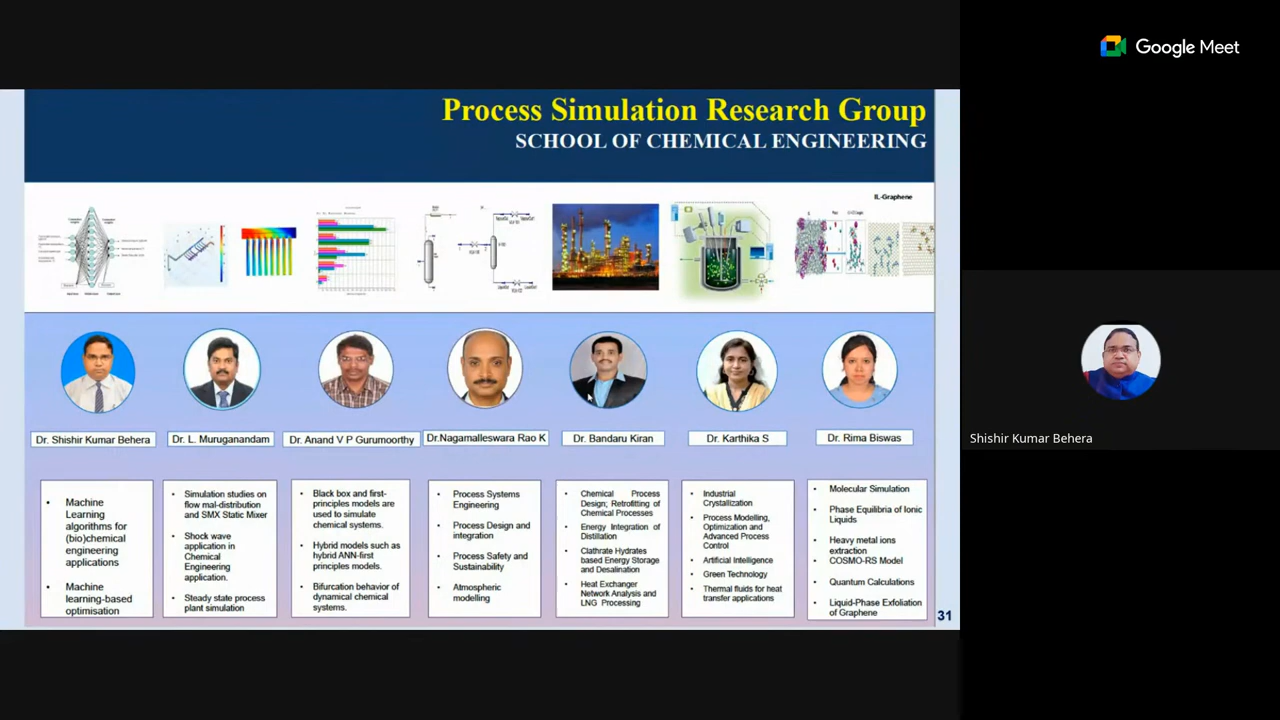 Google Meet
Process Simulation Research Group
SCHOOL OF CHEMICAL ENGINEERING
IL-Graphene
Dr. Shishir Kumar Behera
Dr. L. Muruganandam
Dr. Anand V P Gurumoorthy
Dr.Nagamalleswara Rao K
Dr. Bandaru Kiran
Dr. Karthika S
Dr. Rima Biswas
• Machine
Learning
algorithms for
(bio)chemical
engineering
applications
• Machine
learning-based
optimisation
• Simulation studies on
flow mal-distribution
and SMX Static Mixer
• Shock wave
application in
Chemical
Engineering
application.
• Steady state process
plant simulation
• Black box and first-
principles models are
used to simulate
chemical systems.
• Hybrid models such as
hybrid ANN-first
principles models.
• Bifurcation behavior of
dynamical chemical
systems.
• Process Systems
Engineering
• Process Design and
integration
• Process Safety and
Sustainability
• Atmospheric
modelling
• Chemical Process
Design; Retrofitting of
Chemical Processes
• Energy Integration of
Distillation
• Clathrate Hydrates
based Energy Storage
and Desalination
• Heat Exchanger
Network Analysis and
LNG Processing
• Industrial
Crystallization
• Process Modelling,
Optimization and
Advanced Process
Control
• Artificial Intelligence
• Green Technology
• Thermal fluids for heat
transfer applications
• Molecular Simulation
• Phase Equilibria of Ionic
Liquids
• Heavy metal ions
extraction
• COSMO-RS Model
• Quantum Calculations
• Liquid-Phase Exfoliation
of Graphene
31
Shishir Kumar Behera